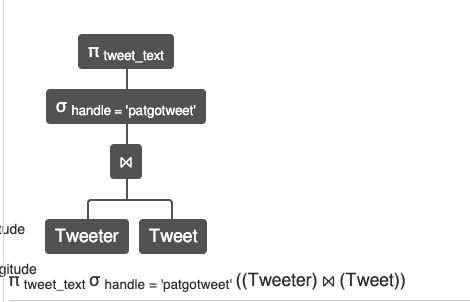 π tweet_text
σ handle = 'patgotweet'
⋈
Tweeter Tweet
tude
gitude
π tweet_text σ handle = 'patgotweet' ((Tweeter) ⋈ (Tweet))